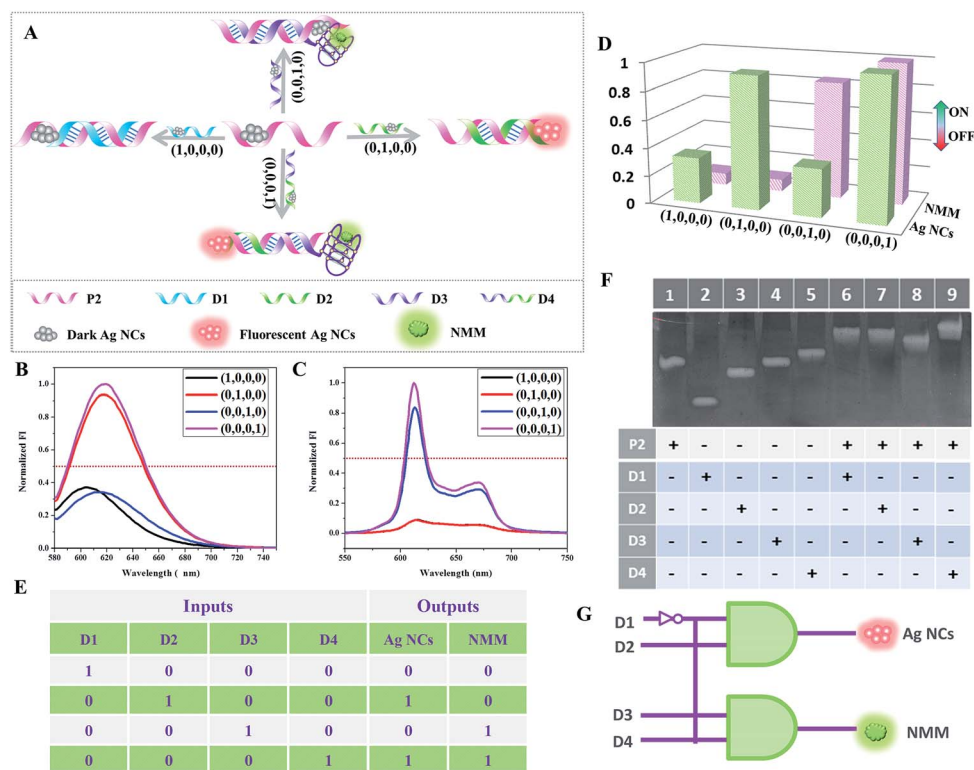 A
(0,0,1,0)
(1,0,0,0)
(0,1,0,0)
(0,0,0,1)
P2 D1 D2 D3 D4
Dark Ag NCs Fluorescent Ag NCs NMM
B
Normalized FI
1.0
0.8
0.6
0.4
0.2
0.0
(1,0,0,0)
(0,1,0,0)
(0,0,1,0)
(0,0,0,1)
580 600 620 640 660 680 700 720 740
Wavelength ( nm)
C
Normalized FI
1.0
0.8
0.6
0.4
0.2
0.0
(1,0,0,0)
(0,1,0,0)
(0,0,1,0)
(0,0,0,1)
550 600 650 700 750
Wavelength (nm)
D
1
0.8
0.6
0.4
0.2
0
ON
OFF
(1,0,0,0) (0,1,0,0) (0,0,1,0) (0,0,0,1)
NMM
Ag NCs
E
Inputs Outputs
D1 D2 D3 D4 Ag NCs NMM
1 0 0 0 0 0
0 1 0 0 1 0
0 0 1 0 0 1
0 0 0 1 1 1
F
1 2 3 4 5 6 7 8 9
P2 + - - - - + + + +
D1 - + - - - + - - -
D2 - - + - - - + - -
D3 - - - + - - - + -
D4 - - - - + - - - +
G
D1
D2
Ag NCs
D3
D4
NMM